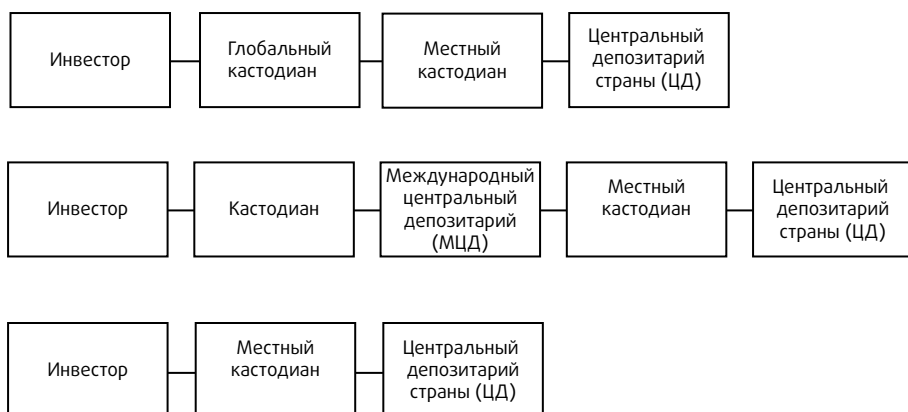 Инвестор
Глобальный
кастодиан
Местный
кастодиан
Центральный
депозитарий
страны (ЦД)
Инвестор
Кастодиан
Международный
центральный
депозитарий
(МЦД)
Местный
кастодиан
Центральный
депозитарий
страны (ЦД)
Инвестор
Местный
кастодиан
Центральный
депозитарий
страны (ЦД)